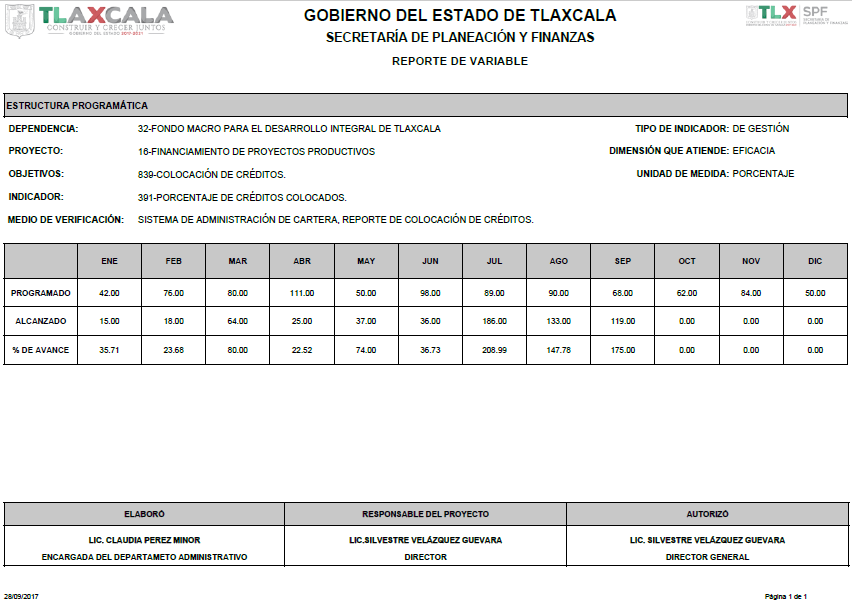 TLAXCALA
CONSTRUIR Y CRECER JUNTOS
GOBIERNO DEL ESTADO 2017-2021
GOBIERNO DEL ESTADO DE TLAXCALA
SECRETARÍA DE PLANEACIÓN Y FINANZAS
REPORTE DE VARIABLE
TLX SPF
ESTRUCTURA PROGRAMÁTICA
DEPENDENCIA: 32-FONDO MACRO PARA EL DESARROLLO INTEGRAL DE TLAXCALA TIPO DE INDICADOR: DE GESTIÓN
PROYECTO: 16-FINANCIAMIENTO DE PROYECTOS PRODUCTIVOS DIMENSIÓN QUE ATIENDE: EFICACIA
OBJETIVOS: 839-COLOCACIÓN DE CRÉDITOS. UNIDAD DE MEDIDA: PORCENTAJE
INDICADOR: 391-PORCENTAJE DE CRÉDITOS COLOCADOS.
MEDIO DE VERIFICACIÓN: SISTEMA DE ADMINISTRACIÓN DE CARTERA, REPORTE DE COLOCACIÓN DE CRÉDITOS.
ENE FEB MAR ABR MAY JUN JUL AGO SEP OCT NOV DIC
PROGRAMADO 42.00 76.00 80.00 111.00 50.00 98.00 89.00 90.00 68.00 62.00 84.00 50.00
ALCANZADO 15.00 18.00 64.00 25.00 37.00 36.00 186.00 133.00 119.00 0.00 0.00 0.00
% DE AVANCE 35.71 23.68 80.00 22.52 74.00 36.73 208.99 147.78 175.00 0.00 0.00 0.00
ELABORÓ RESPONSABLE DEL PROYECTO AUTORIZÓ
LIC. CLAUDIA PEREZ MINOR LIC.SILVESTRE VELÁZQUEZ GUEVARA LIC. SILVESTRE VELÁZQUEZ GUEVARA
ENCARGADA DEL DEPARTAMETO ADMINISTRATIVO DIRECTOR DIRECTOR GENERAL
28/09/2017 Página 1 de 1